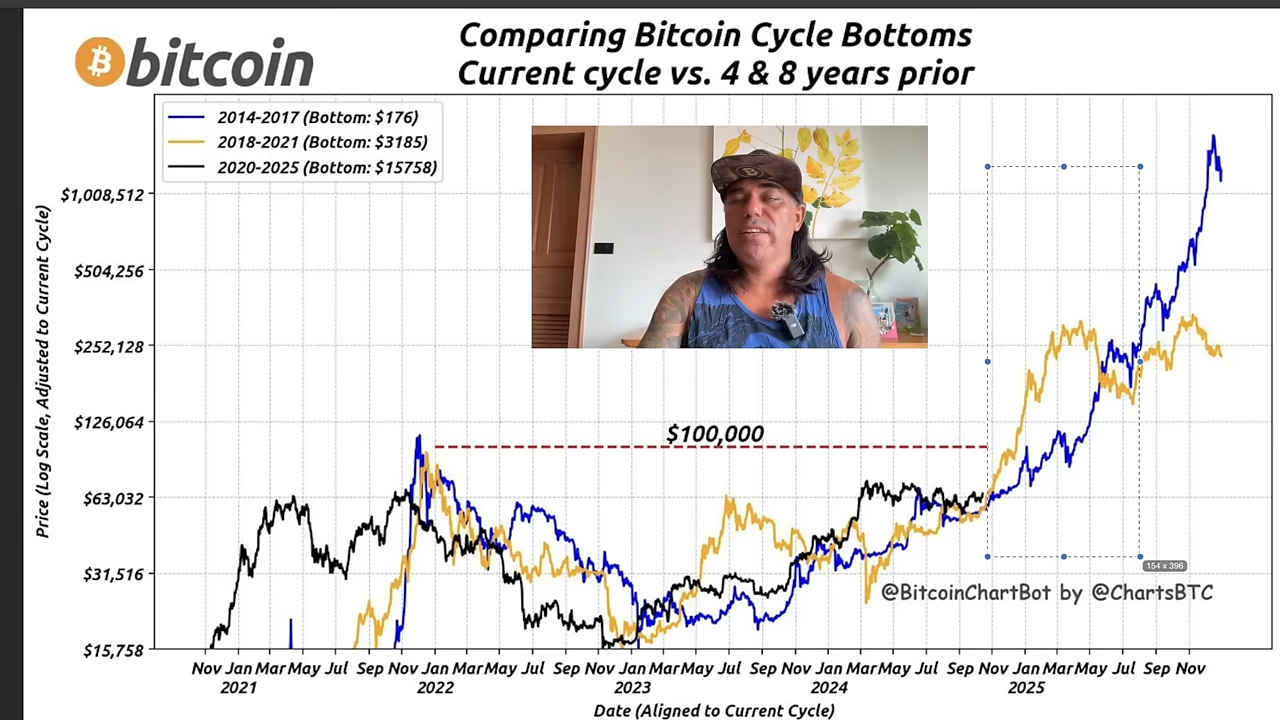 bitcoin
Comparing Bitcoin Cycle Bottoms
Current cycle vs. 4 & 8 years prior
2014-2017 (Bottom: $176)
2018-2021 (Bottom: $3185)
2020-2025 (Bottom: $15758)
Price (Log Scale, Adjusted to Current Cycle)
$1,008,512
$504,256
$252,128
$126,064
$63,032
$31,516
$15,758
$100,000
154 x 396
@BitcoinChartBot by @ChartsBTC
Nov Jan Mar May Jul Sep Nov Jan Mar May Jul Sep Nov Jan Mar May Jul Sep Nov Jan Mar May Jul Sep Nov Jan Mar May Jul Sep Nov
2021 2022 2023 2024 2025
Date (Aligned to Current Cycle)